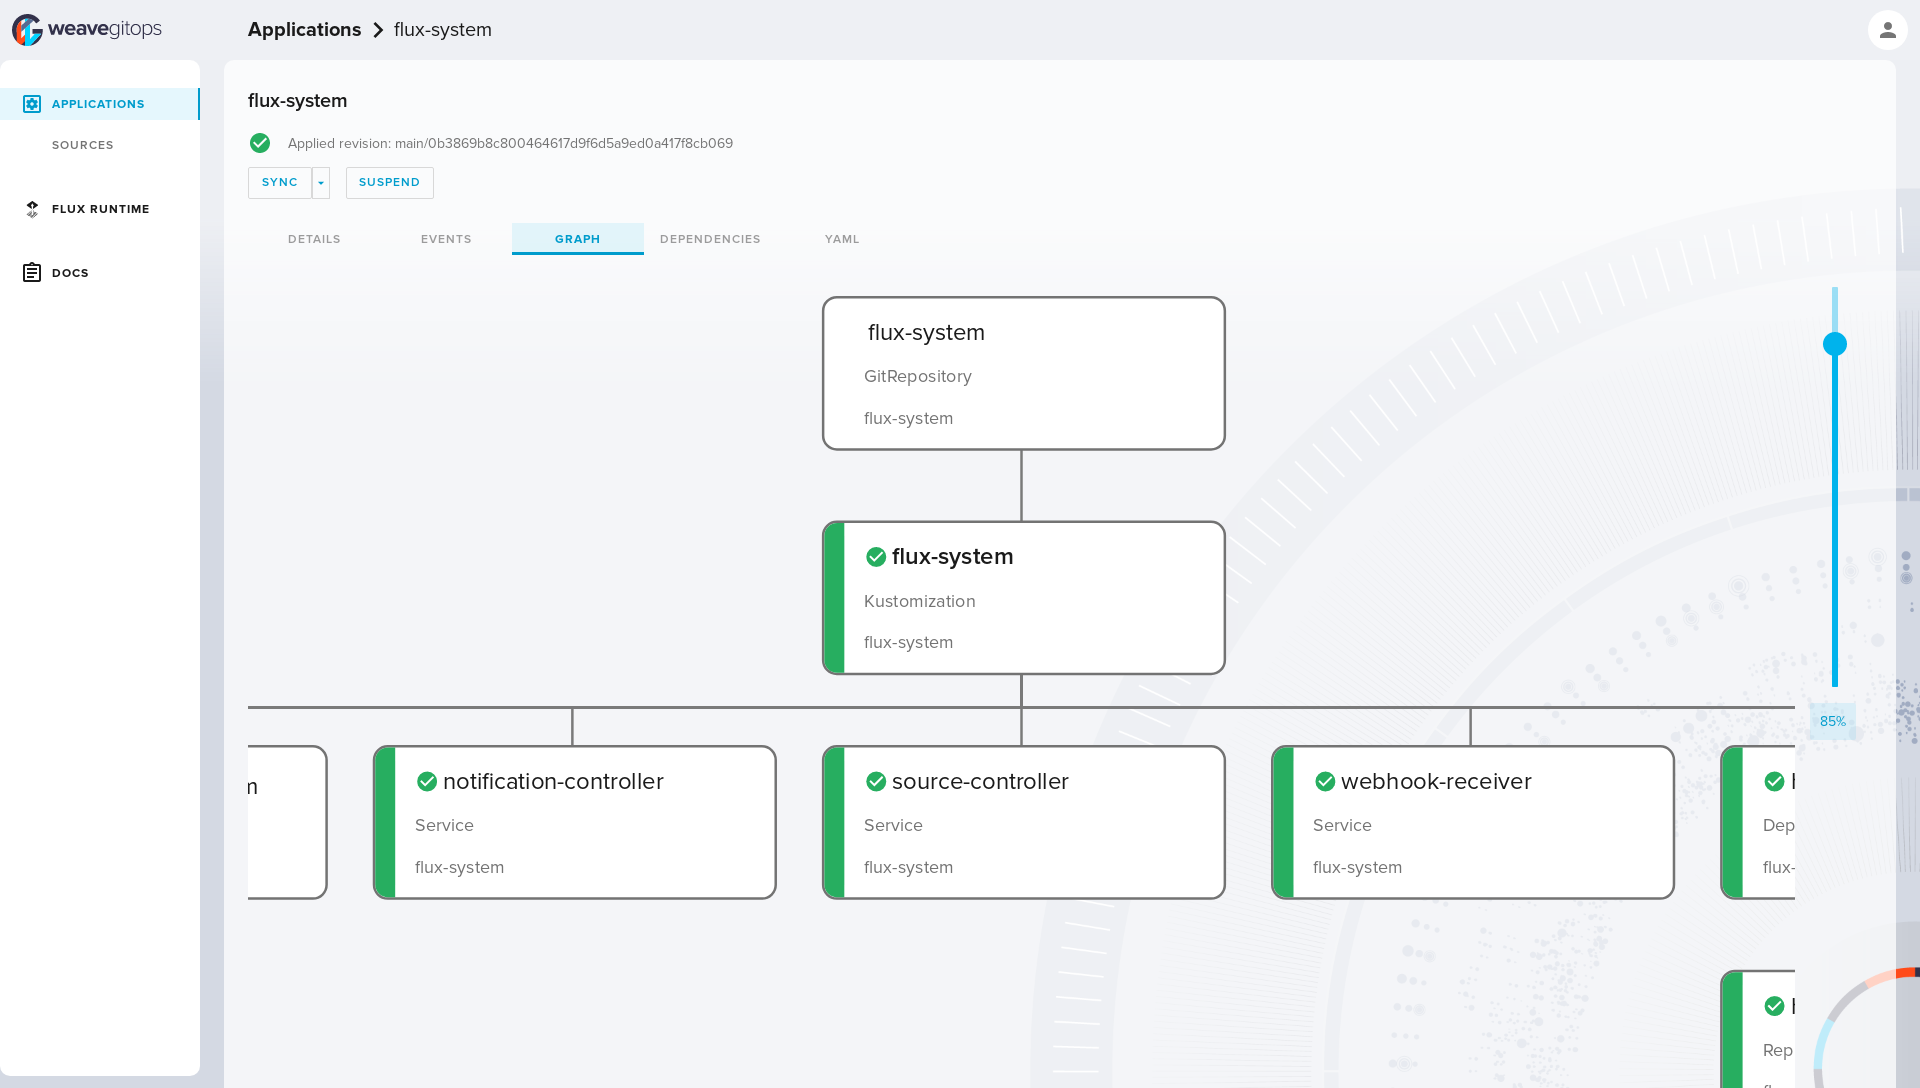 weavegitops
Applications flux-system
APPLICATIONS
SOURCES
FLUX RUNTIME
DOCS
flux-system
Applied revision: main/0b3869b8c800464617d9f6d5a9ed0a417f8cb069
SYNC SUSPEND
DETAILS EVENTS GRAPH DEPENDENCIES YAML
flux-system
GitRepository
flux-system
flux-system
Kustomization
flux-system
85%
m notification-controller source-controller webhook-receiver
Service Service Service Dep
flux-system flux-system flux-system flux-
Rep